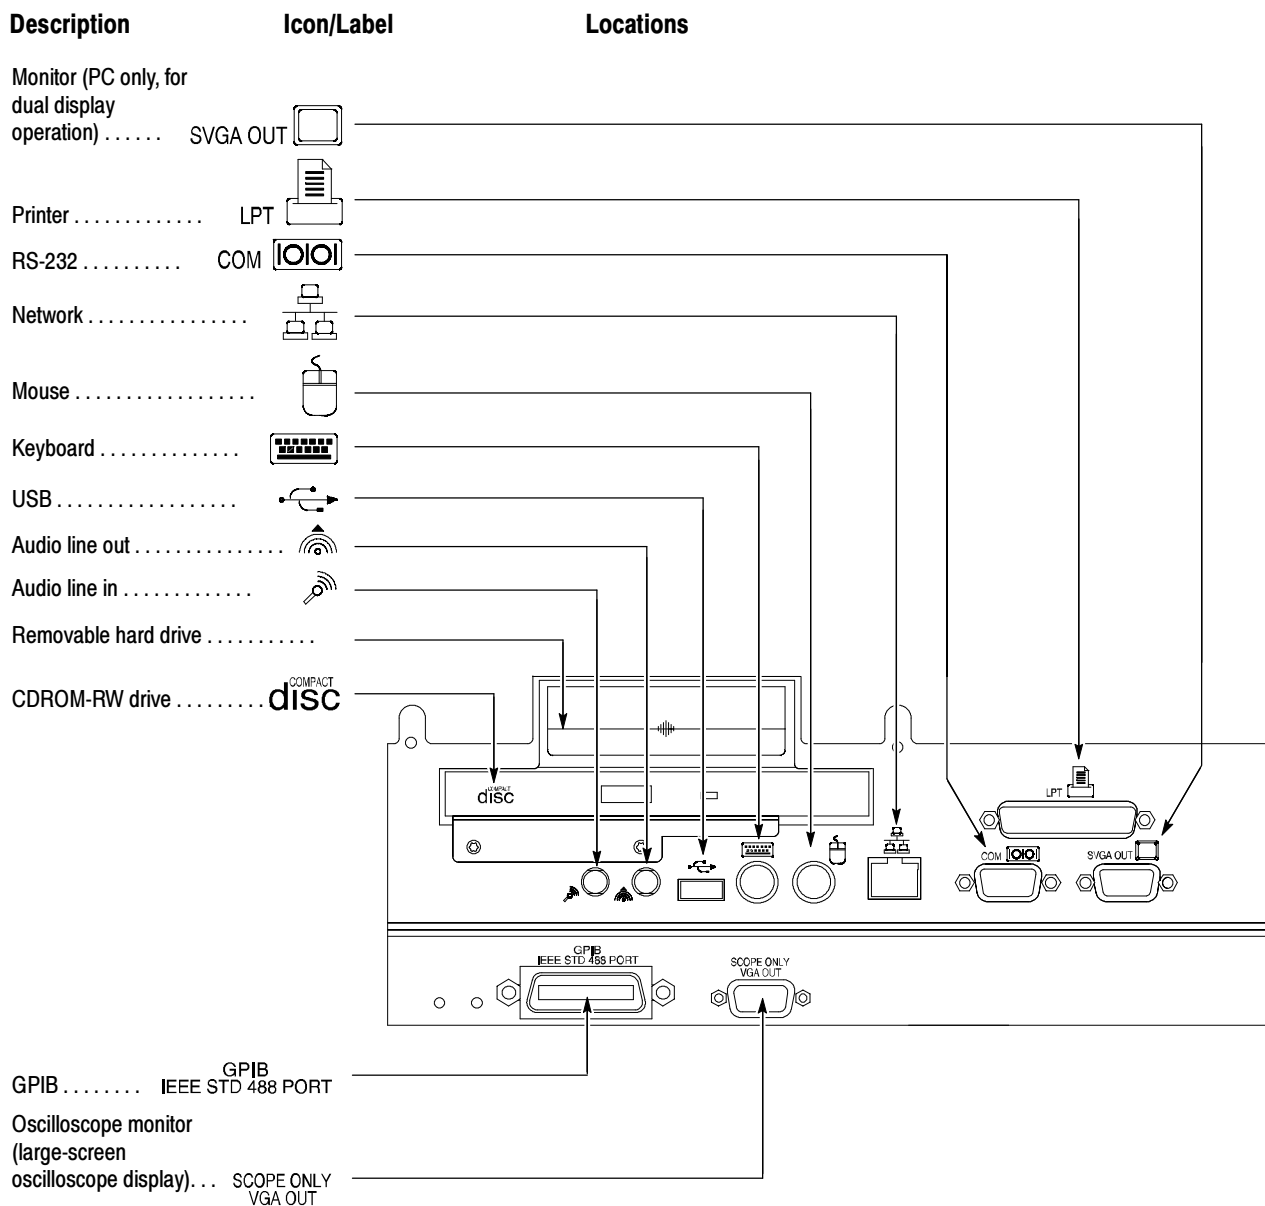 Description Icon/Label Locations
Monitor (PC only, for
dual display
operation) . . . . . . SVGA OUT
Printer . . . . . . . . . . . . . LPT
RS-232 . . . . . . . . . . COM IOIOI
Network . . . . . . . . . . . . . . . .
Mouse . . . . . . . . . . . . . . . . . .
Keyboard . . . . . . . . . . . . . .
USB . . . . . . . . . . . . . . . . . .
Audio line out . . . . . . . . . . . . . . .
Audio line in . . . . . . . . . . . . .
Removable hard drive . . . . . . . . . . .
CDROM-RW drive . . . . . . . . . COMPACT disc
COMPACT
disc
LPT
COM IOIOI SVGA OUT
GPIB
IEEE STD 488 PORT
SCOPE ONLY
VGA OUT
GPIB . . . . . . . . GPIB
IEEE STD 488 PORT
Oscilloscope monitor
(large-screen
oscilloscope display). . . SCOPE ONLY
VGA OUT